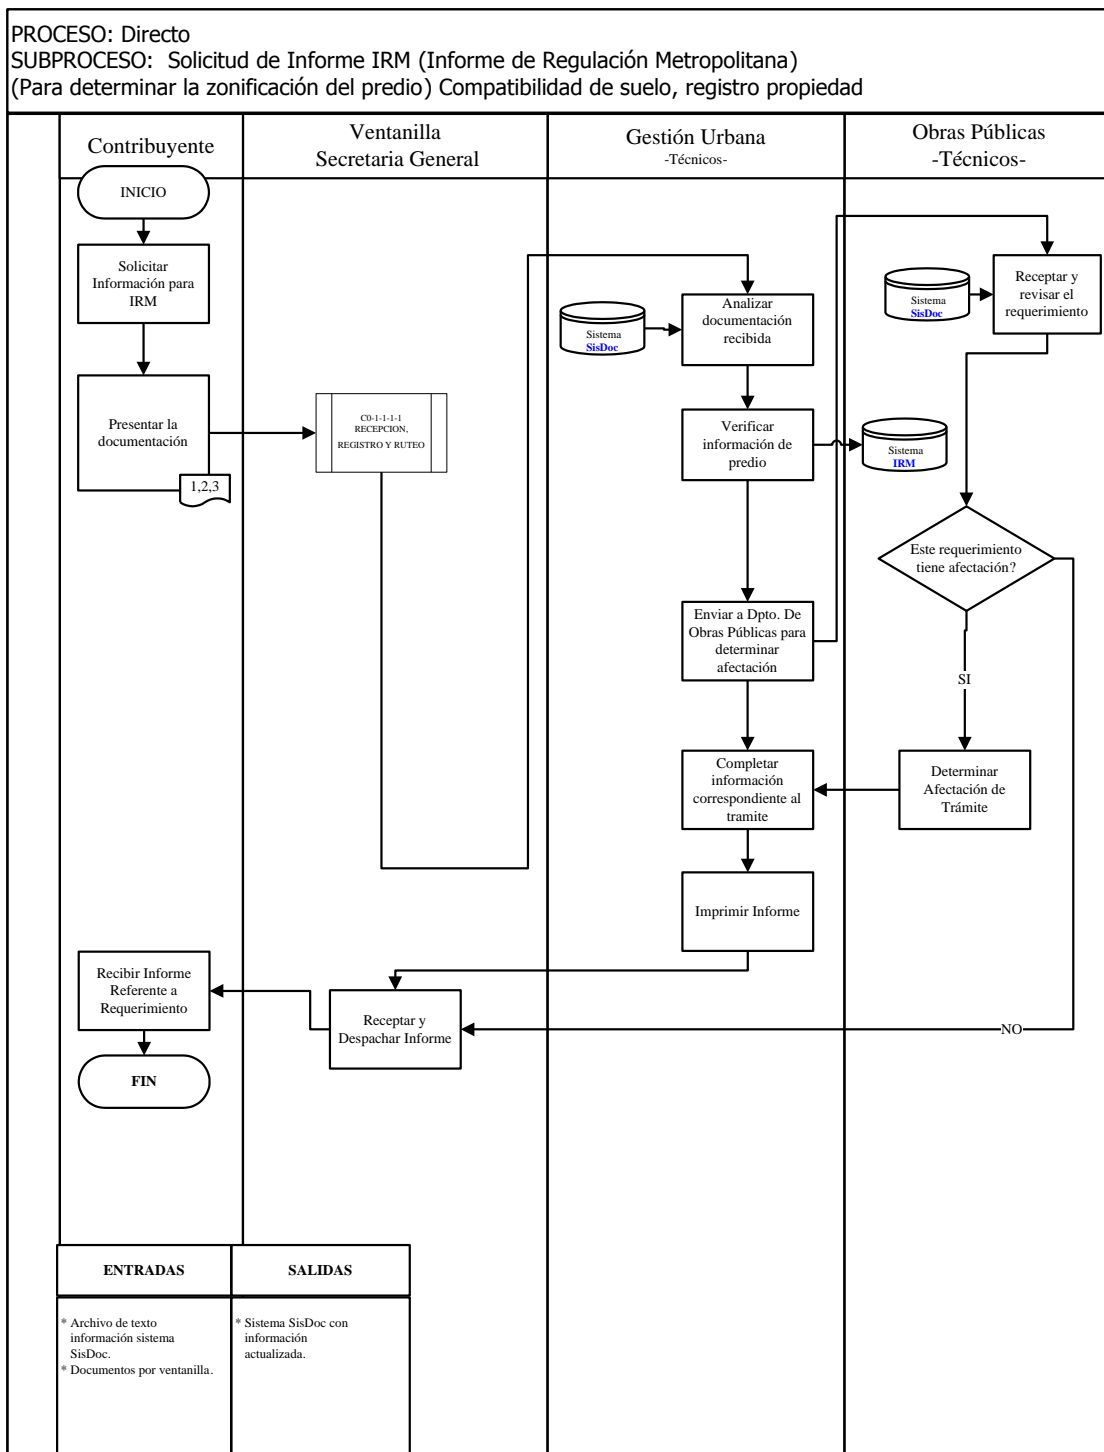 PROCESO: Directo
SUBPROCESO: Solicitud de Informe IRM (Informe de Regulación Metropolitana)
(Para determinar la zonificación del predio) Compatibilidad de suelo, registro propiedad
Contribuyente
Ventanilla
Secretaria General
Gestión Urbana
-Técnicos-
Obras Públicas
-Técnicos-
INICIO
Solicitar
Información para
IRM
Presentar la
documentación
1,2,3
C0-1-1-1-1
RECEPCION,
REGISTRO Y RUTEO
Sistema
SisDoc
Analizar
documentación
recibida
Verificar
información de
predio
Sistema
IRM
Sistema
SisDoc
Receptar y
revisar el
requerimiento
Este requerimiento
tiene afectación?
Enviar a Dpto. De
Obras Públicas para
determinar
afectación
SI
Completar
información
correspondiente al
tramite
Determinar
Afectación de
Trámite
Imprimir Informe
Recibir Informe
Referente a
Requerimiento
Receptar y
Despachar Informe
NO
FIN
ENTRADAS
SALIDAS
* Archivo de texto
información sistema
SisDoc.
* Documentos por ventanilla.
* Sistema SisDoc con
información
actualizada.